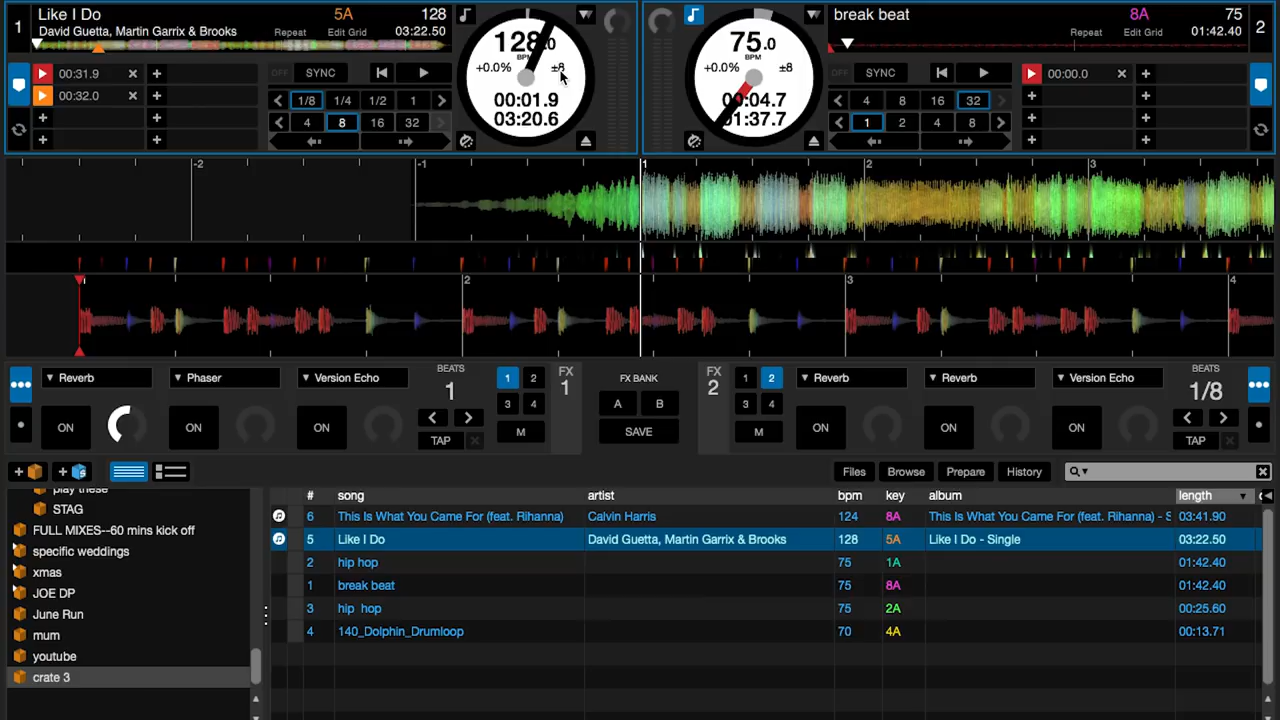 1 Like I Do 5A 128
David Guetta, Martin Garrix & Brooks Repeat Edit Grid 03:22.50
00:31.9
00:32.0
OFF SYNC
1/8 1/4 1/2 1
4 8 16 32
128.0
BPM
+0.0% ±8
00:01.9
03:20.6
break beat 8A 75 2
Repeat Edit Grid 01:42.40
75.0
BPM
+0.0% ±8
00:04.7
01:37.7
OFF SYNC
4 8 16 32
1 2 4 8
00:00.0
-2 -1 1 2 3
1 2 3 4
Reverb Phaser Version Echo BEATS 1 1 2 3 4 M FX 1
ON ON ON TAP
FX BANK
A B
SAVE
FX 2 1 2 3 4 M Reverb Reverb Version Echo BEATS 1/8
ON ON ON TAP
Files Browse Prepare History
play these
STAG
FULL MIXES--60 mins kick off
specific weddings
xmas
JOE DP
June Run
mum
youtube
crate 3
# song artist bpm key album length
6 This Is What You Came For (feat. Rihanna) Calvin Harris 124 8A This Is What You Came For (feat. Rihanna) - S 03:41.90
5 Like I Do David Guetta, Martin Garrix & Brooks 128 5A Like I Do - Single 03:22.50
2 hip hop 75 1A 01:42.40
1 break beat 75 8A 01:42.40
3 hip hop 75 2A 00:25.60
4 140_Dolphin_Drumloop 70 4A 00:13.71